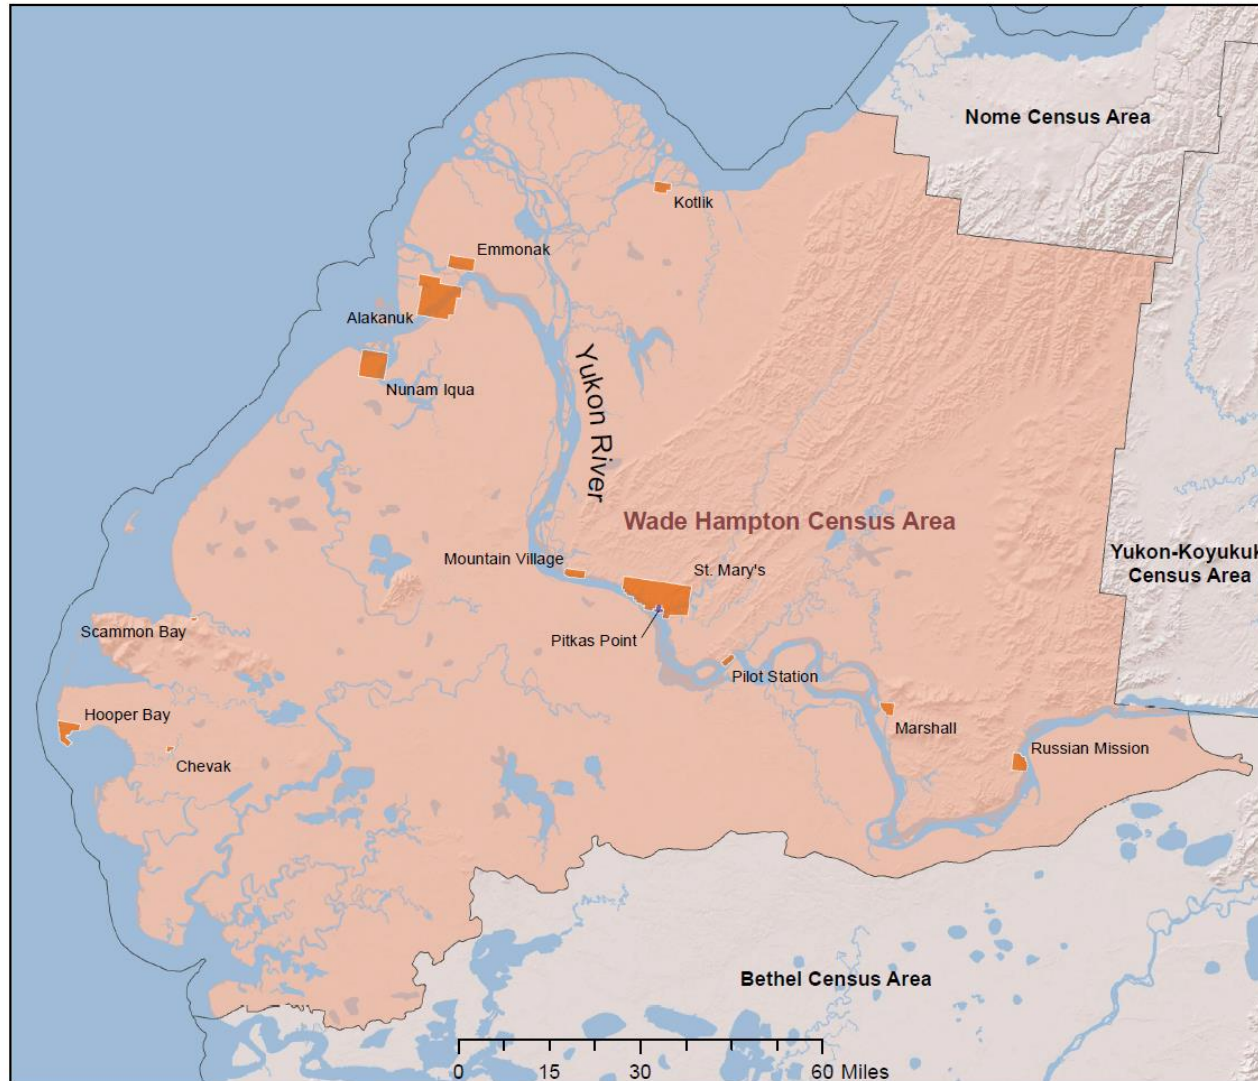 Nome Census Area
Kotlik
Emmonak
Alakanuk
Nunam Iqua
Yukon River
Wade Hampton Census Area
Mountain Village
St. Mary's
Yukon-Koyukuk
Census Area
Scammon Bay
Pitkas Point
Pilot Station
Hooper Bay
Marshall
Russian Mission
Chevak
Bethel Census Area
0 15 30 60 Miles